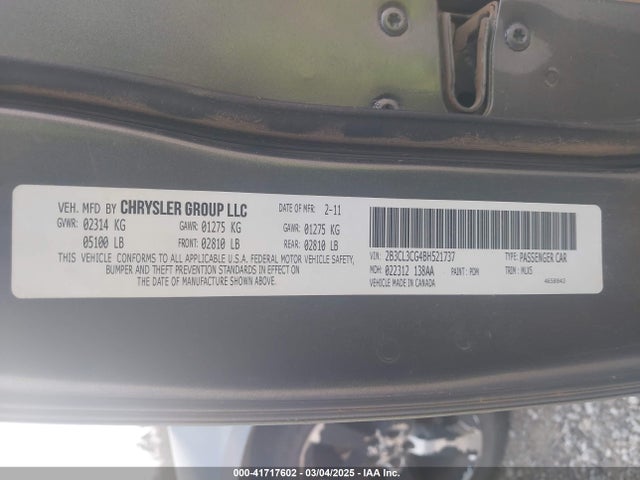 VEH. MFD BY CHRYSLER GROUP LLC DATE OF MFR: 2-11
GVWR: 02314 KG GAWR: 01275 KG GAWR: 01275 KG
05100 LB FRONT: 02810 LB REAR: 02810 LB
THIS VEHICLE CONFORMS TO ALL APPLICABLE U.S.A. FEDERAL MOTOR VEHICLE SAFETY,
BUMPER AND THEFT PREVENTION STANDARDS IN EFFECT ON
THE DATE OF MANUFACTURE SHOWN ABOVE.
VIN: 2B3CL3CG4BH521737 TYPE: PASSENGER CAR
MDH: 022312 138AA PAINT: PDM TRIM: MLXS
VEHICLE MADE IN CANADA
000-41717602 - 03/04/2025 - IAA Inc.